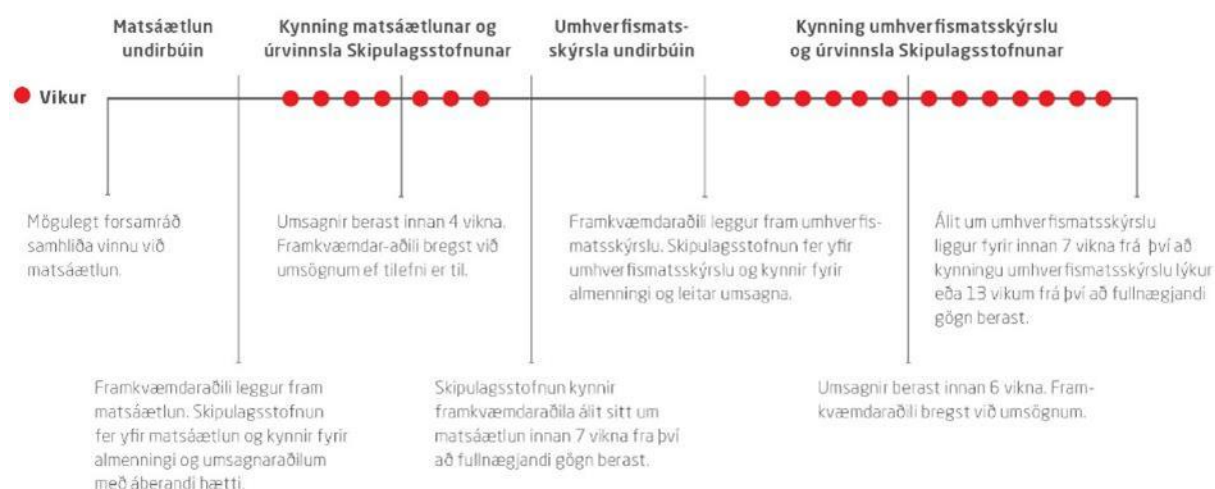 Matsáætlun
undirbúin
Kynning matsáætlunar og
úrvinnsla Skipulagsstofnunar
Umhverfismats-
skýrsla undirbúin
Kynning umhverfismatsskýrslu
og úrvinnsla Skipulagsstofnunar
Vikur
Mögulegt forsamráð
samhliða vinnu við
matsáætlun.
Umsagnir berast innan 4 vikna.
Framkvæmdar-aðili bregst við
umsögnum ef tilefni er til.
Framkvæmdaraðili leggur fram umhverfis-
matsskýrslu. Skipulagsstofnun fer yfir
umhverfismatsskýrslu og kynnir fyrir
almenningi og leitar umsagna.
Álit um umhverfismatsskýrslu
liggur fyrir innan 7 vikna frá því að
kynningu umhverfismatsskýrslu lýkur
eða 13 vikum frá því að fullnægjandi
gögn berast.
Framkvæmdaraðili leggur fram
matsáætlun. Skipulagsstofnun
fer yfir matsáætlun og kynnir fyrir
almenningi og umsagnaraðilum
með áberandi hætti.
Skipulagsstofnun kynnir
framkvæmdaraðila álit sitt um
matsáætlun innan 7 vikna fra því
að fullnægjandi gögn berast.
Umsagnir berast innan 6 vikna. Fram-
kvæmdaraðili bregst við umsögnum.